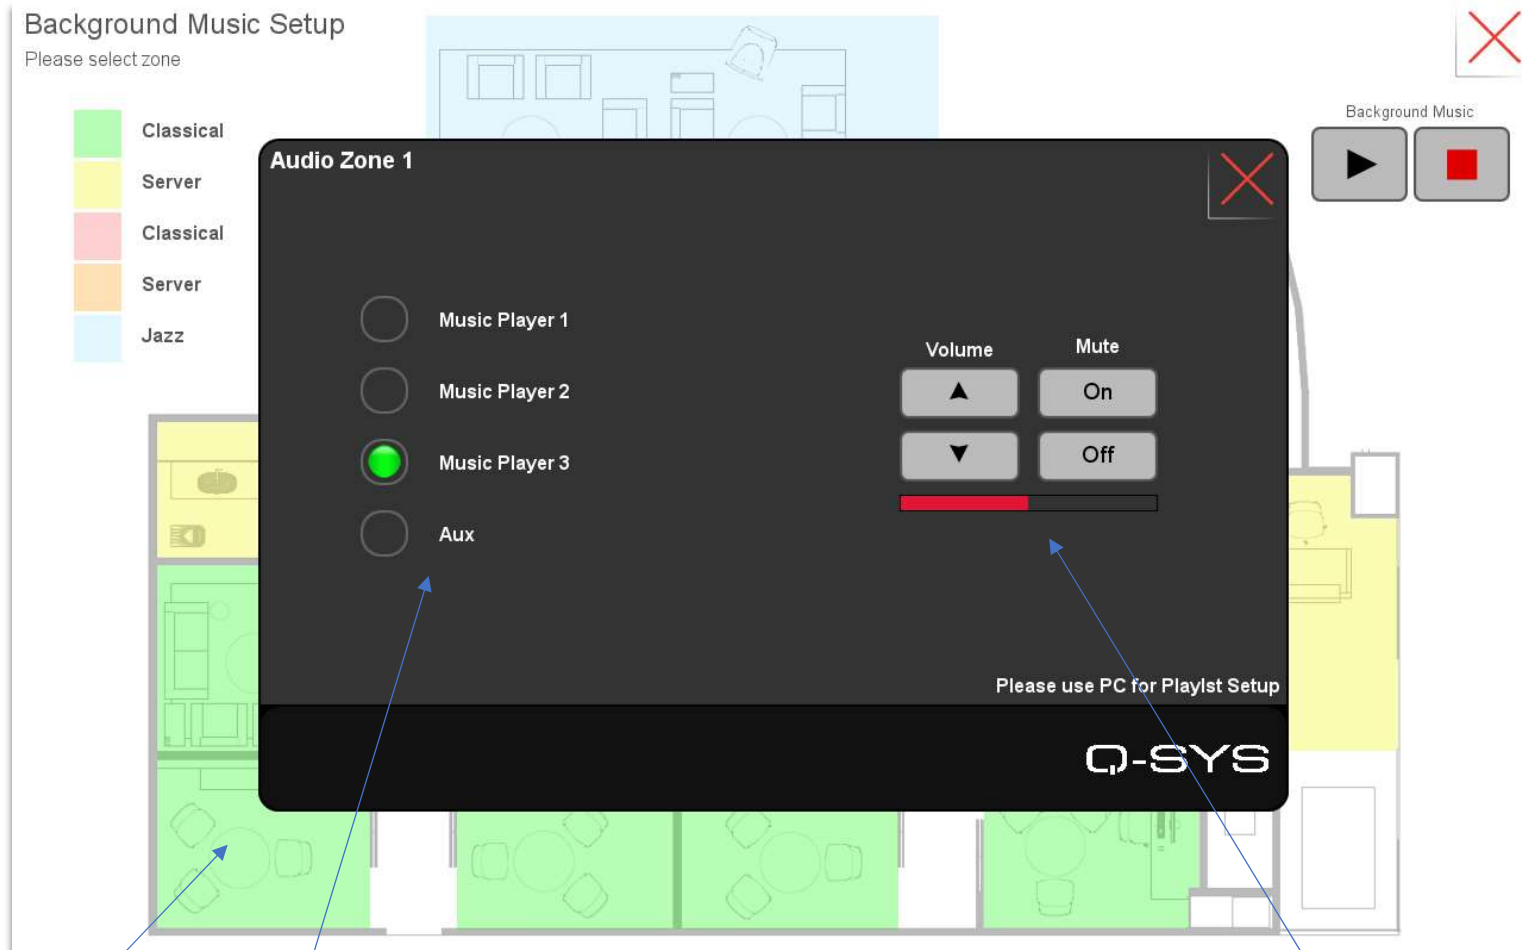 Background Music Setup
Please select zone
Background Music
Classical
Server
Classical
Server
Jazz
Audio Zone 1
Music Player 1
Music Player 2
Music Player 3
Aux
Volume
Mute
On
Off
Please use PC for Playlst Setup
Q-SYS